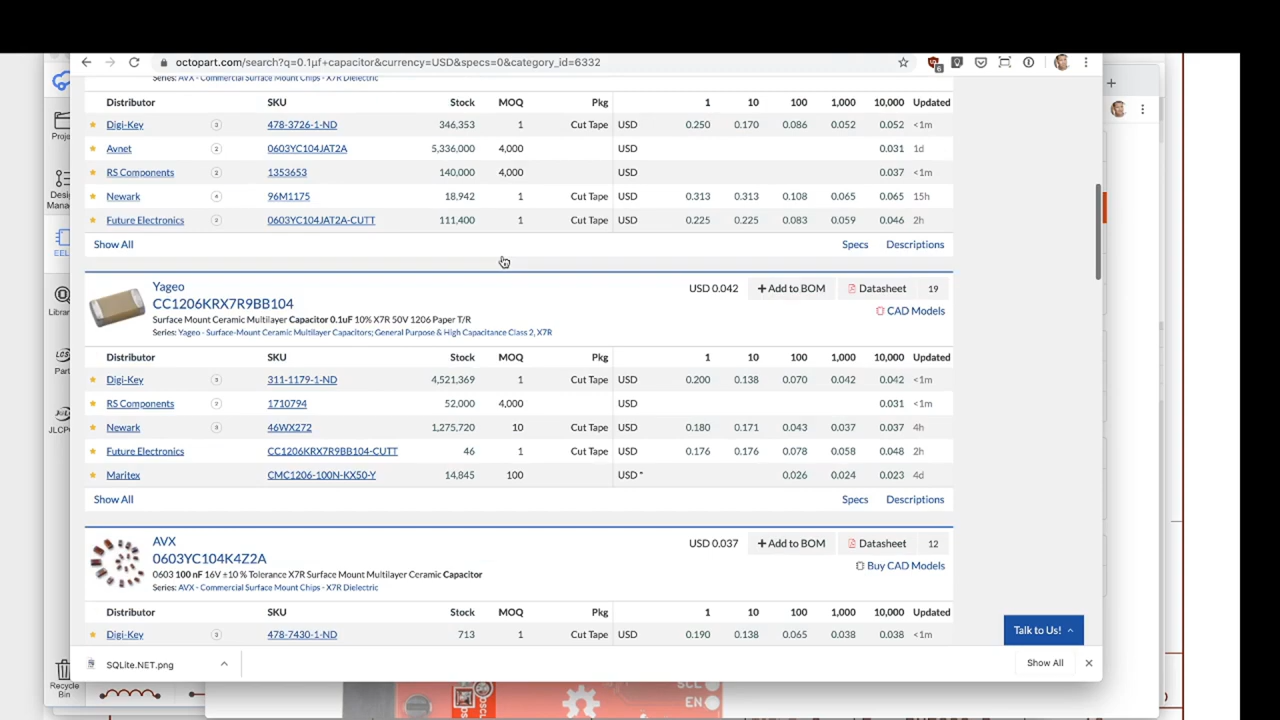 octopart.com/search?q=0.1µf+capacitor&currency=USD&specs=0&category_id=6332
Series: AVX - Commercial Surface Mount Chips - X7R Dielectric
Distributor SKU Stock MOQ Pkg 1 10 100 1,000 10,000 Updated
Digi-Key 3 478-3726-1-ND 346,353 1 Cut Tape USD 0.250 0.170 0.086 0.052 0.052 <1m
Avnet 2 0603YC104JAT2A 5,336,000 4,000 USD 0.031 1d
RS Components 2 1353653 140,000 4,000 USD 0.037 <1m
Newark 4 96M1175 18,942 1 Cut Tape USD 0.313 0.313 0.108 0.065 0.065 15h
Future Electronics 2 0603YC104JAT2A-CUTT 111,400 1 Cut Tape USD 0.225 0.225 0.083 0.059 0.046 2h
Show All Specs Descriptions
Yageo
CC1206KRX7R9BB104
USD 0.042 +Add to BOM Datasheet 19
Surface Mount Ceramic Multilayer Capacitor 0.1uF 10% X7R 50V 1206 Paper T/R
CAD Models
Series: Yageo - Surface-Mount Ceramic Multilayer Capacitors; General Purpose & High Capacitance Class 2, X7R
Distributor SKU Stock MOQ Pkg 1 10 100 1,000 10,000 Updated
Digi-Key 3 311-1179-1-ND 4,521,369 1 Cut Tape USD 0.200 0.138 0.070 0.042 0.042 <1m
RS Components 2 1710794 52,000 4,000 USD 0.031 <1m
Newark 3 46WX272 1,275,720 10 Cut Tape USD 0.180 0.171 0.043 0.037 0.037 4h
Future Electronics CC1206KRX7R9BB104-CUTT 46 1 Cut Tape USD 0.176 0.176 0.078 0.058 0.048 2h
Maritex CMC1206-100N-KX50-Y 14,845 100 USD * 0.026 0.024 0.023 4d
Show All Specs Descriptions
AVX
0603YC104K4Z2A
USD 0.037 +Add to BOM Datasheet 12
0603 100 nF 16V ±10 % Tolerance X7R Surface Mount Multilayer Ceramic Capacitor
Buy CAD Models
Series: AVX - Commercial Surface Mount Chips - X7R Dielectric
Distributor SKU Stock MOQ Pkg 1 10 100 1,000 10,000 Updated
Digi-Key 3 478-7430-1-ND 713 1 Cut Tape USD 0.190 0.138 0.065 0.038 0.038 <1m
Talk to Us!
SQLite.NET.png
Show All
Recycle
Bin
SCL
EN